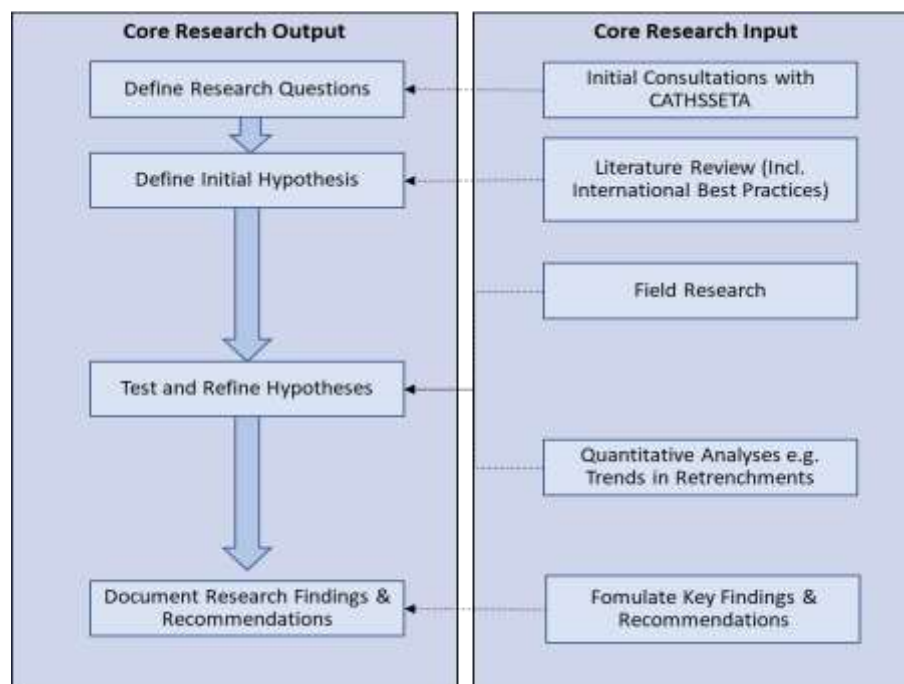 Core Research Output
Define Research Questions
Define Initial Hypothesis
Test and Refine Hypotheses
Document Research Findings &
Recommendations
Core Research Input
Initial Consultations with
CATHSSETA
Literature Review (Incl.
International Best Practices)
Field Research
Quantitative Analyses e.g.
Trends in Retrenchments
Fomulate Key Findings &
Recommendations